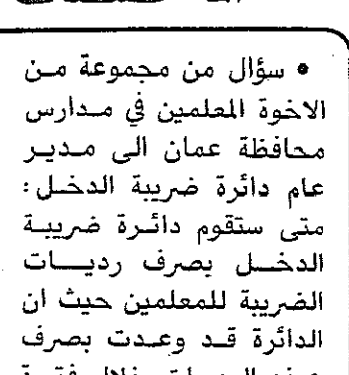 • سؤال من مجموعة من
الاخوة المعلمين في مدارس
محافظة عمان الى مدير
عام دائرة ضريبة الدخل :
متى ستقوم دائرة ضريبة
الدخل بصرف رديات
الضريبة للمعلمين حيث ان
الدائرة قد وعدت بصرف